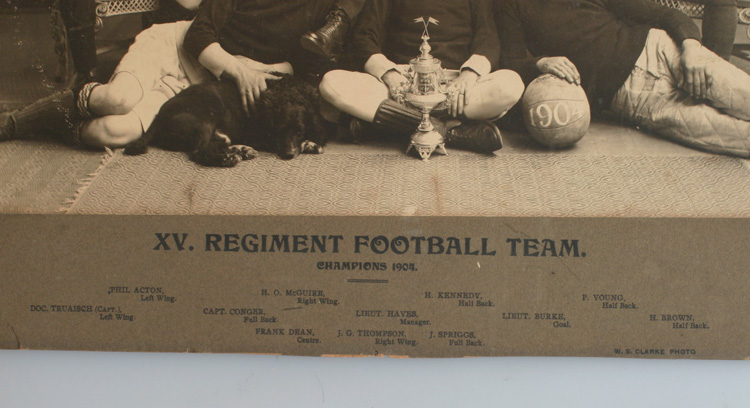 1904
XV. REGIMENT FOOTBALL TEAM.
CHAMPIONS 1904.
PHIL ACTON, H. O. McGUIRE, H. KENNEDY, P. YOUNG,
Left Wing. Right Wing. Half Back. Half Back.
DOC. TRUAISCH (CAPT.), CAPT. CONGER, LIEUT. HAVES, LIEUT. BURKE, H. BROWN,
Left Wing. Full Back. Manager. Goal. Half Back.
FRANK DEAN, J. G. THOMPSON, J. SPRIGGS,
Centre. Right Wing. Full Back.
W. S. CLARKE PHOTO